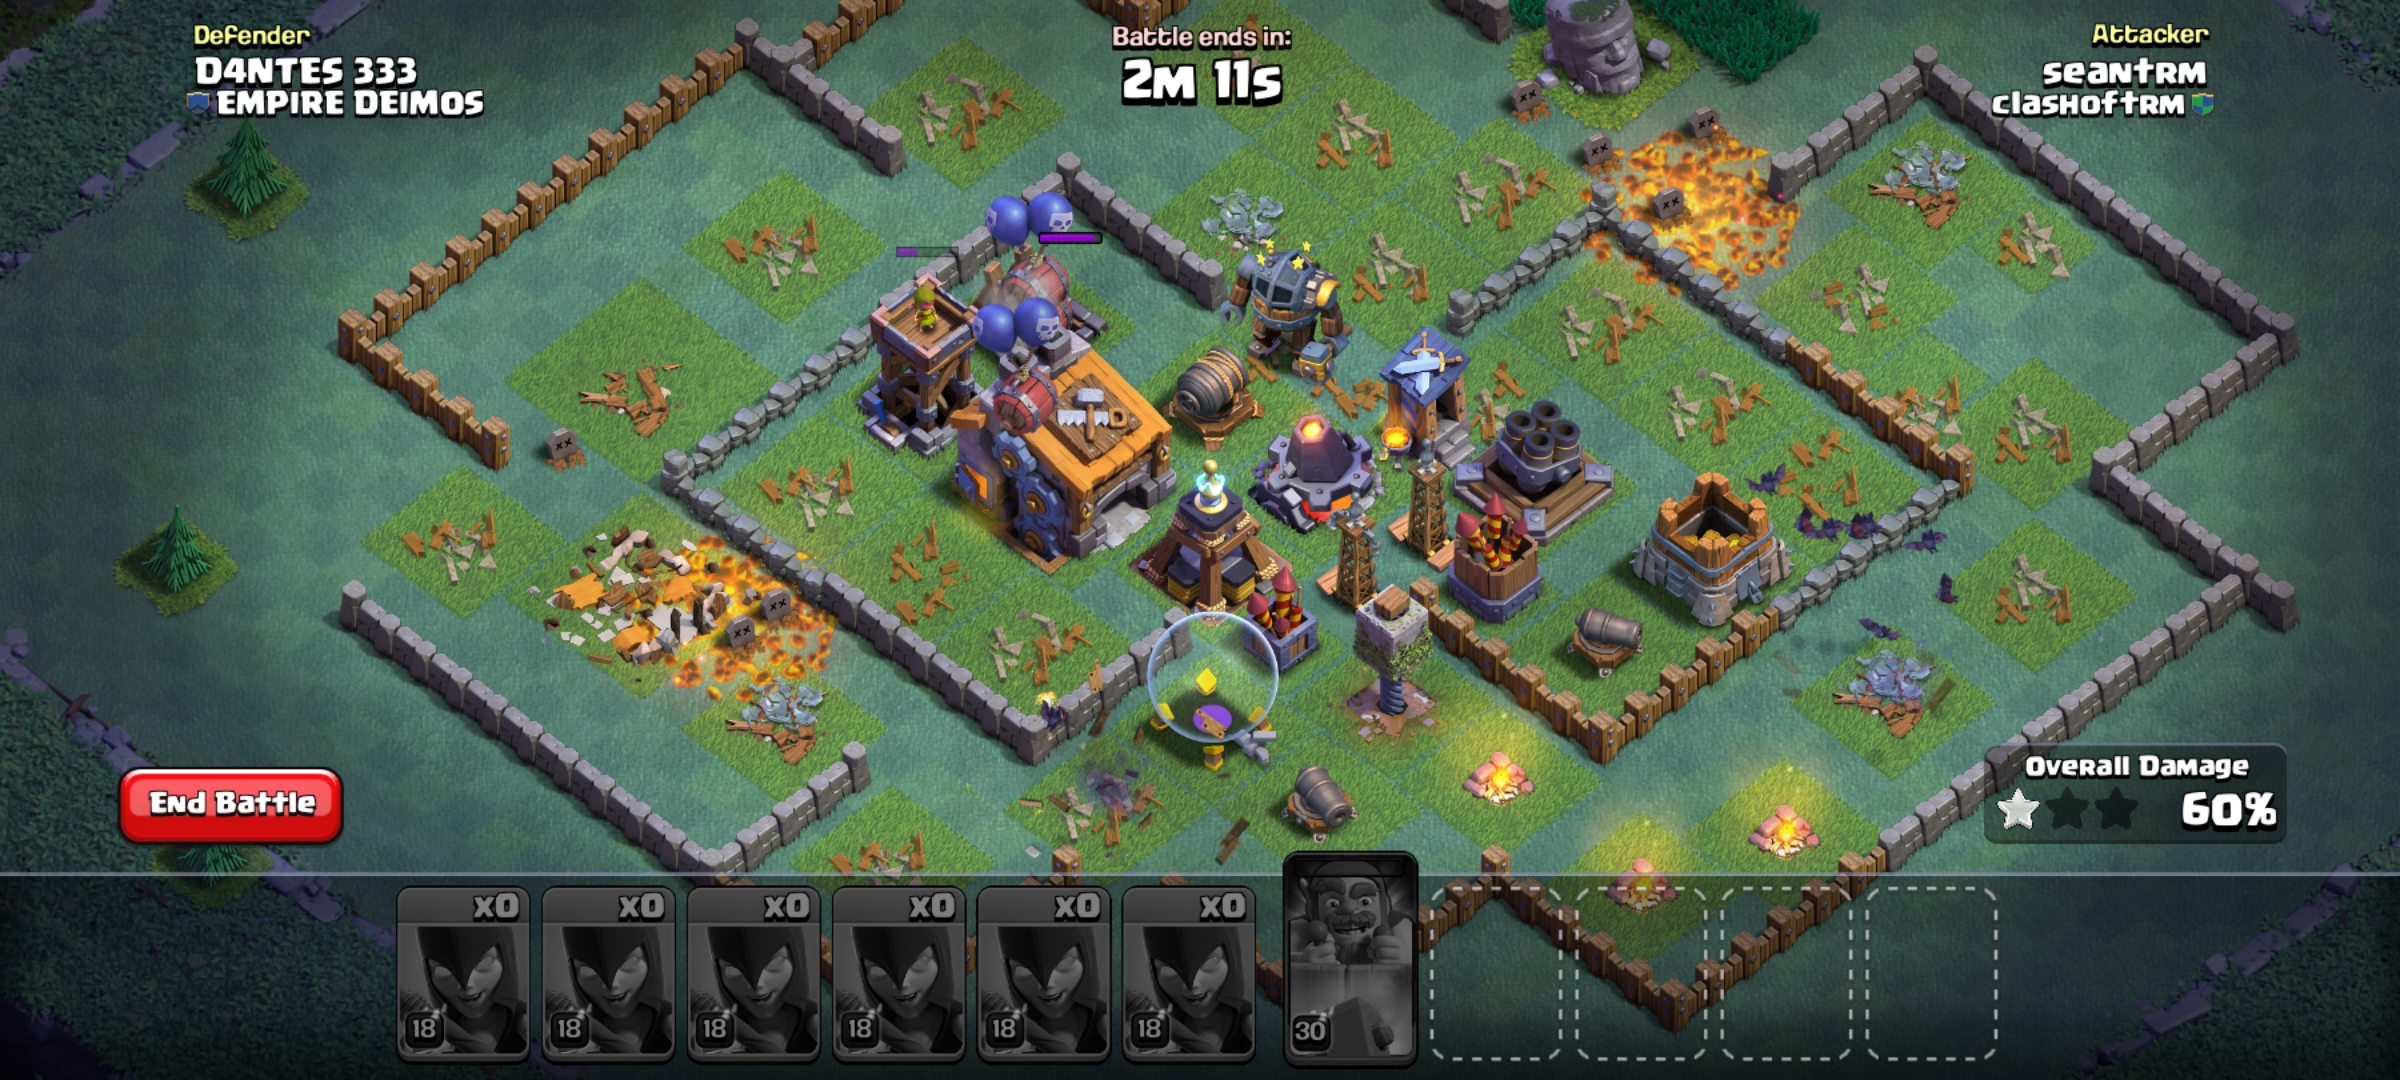 Defender
D4NTES 333
EMPIRE DEIMOS
Battle ends in:
2M 11S
Attacker
seantRM
clashoftRM
End Battle
Overall Damage
60%
x0
x0
x0
x0
x0
x0
18
18
18
18
18
18
30